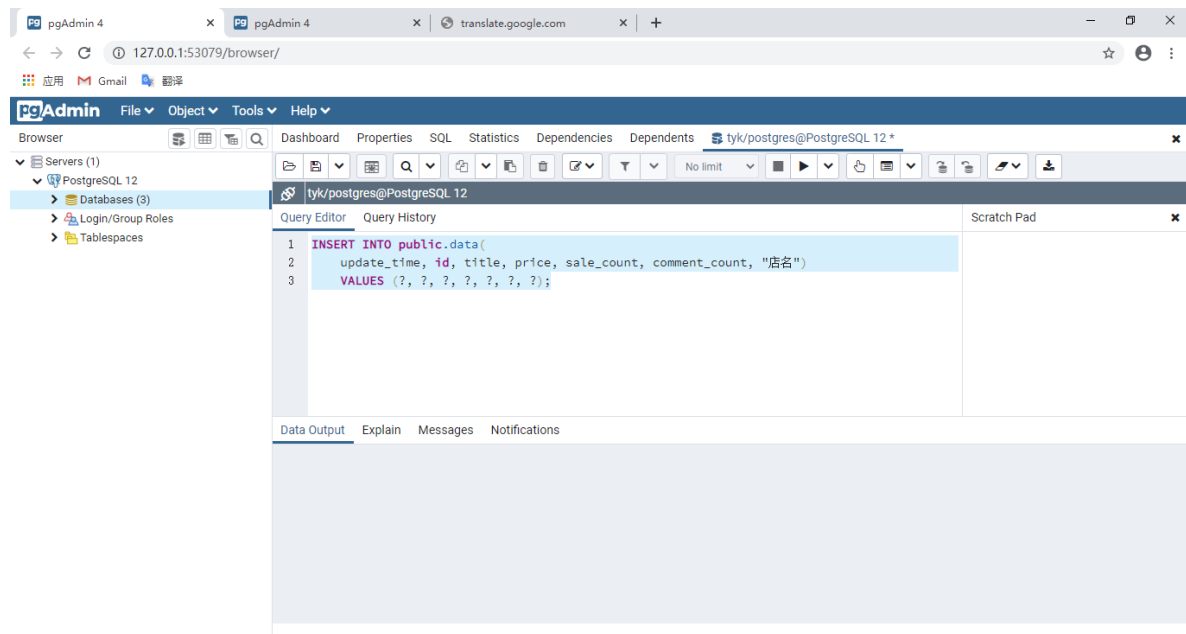 pgAdmin 4 pgAdmin 4 translate.google.com
127.0.0.1:53079/browser/
应用 Gmail 翻译
pgAdmin File Object Tools Help
Browser Dashboard Properties SQL Statistics Dependencies Dependents tyk/postgres@PostgreSQL 12 *
Servers (1)
No limit
PostgreSQL 12
Databases (3)
tyk/postgres@PostgreSQL 12
Login/Group Roles
Query Editor Query History Scratch Pad
Tablespaces
1 INSERT INTO public.data(
2 update_time, id, title, price, sale_count, comment_count, "店名")
3 VALUES (?, ?, ?, ?, ?, ?, ?);
Data Output Explain Messages Notifications